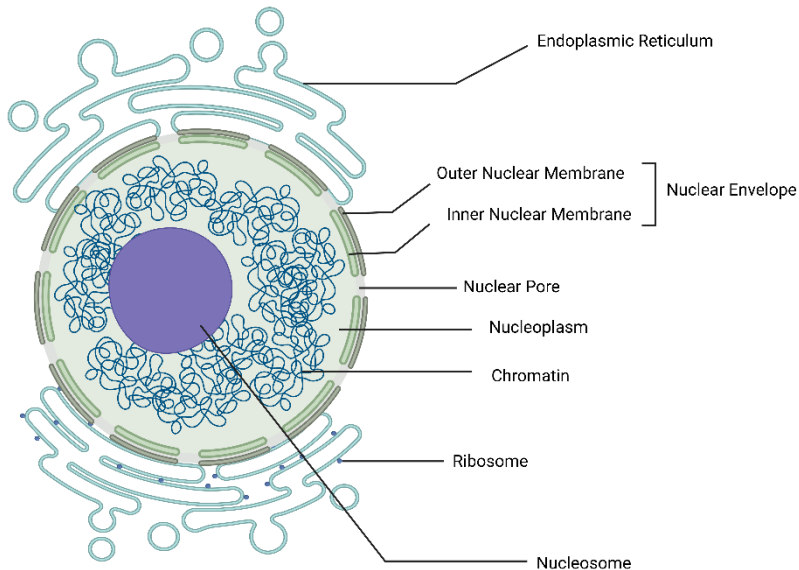 Endoplasmic Reticulum
Outer Nuclear Membrane
Nuclear Envelope
Inner Nuclear Membrane
Nuclear Pore
Nucleoplasm
Chromatin
Ribosome
Nucleosome